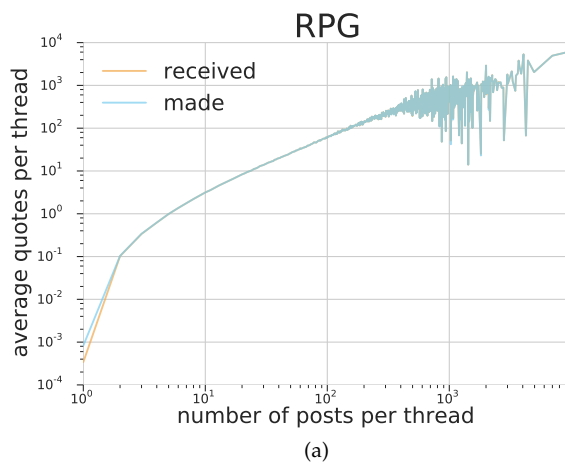 RPG
received
made
average quotes per thread
10^4
10^3
10^2
10^1
10^0
10^-1
10^-2
10^-3
10^-4
10^0 10^1 10^2 10^3
number of posts per thread
(a)